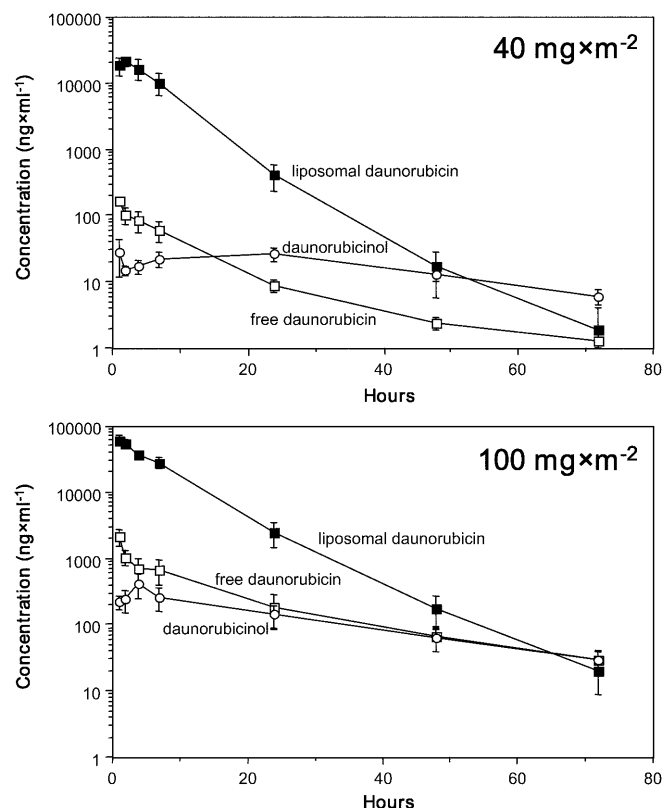 40 mg×m-2
Concentration (ng×ml-1)
100000
10000
1000
100
10
1
liposomal daunorubicin
daunorubicinol
free daunorubicin
0
20
40
60
80
Hours
100 mg×m-2
Concentration (ng×ml-1)
100000
10000
1000
100
10
1
liposomal daunorubicin
free daunorubicin
daunorubicinol
0
20
40
60
80
Hours